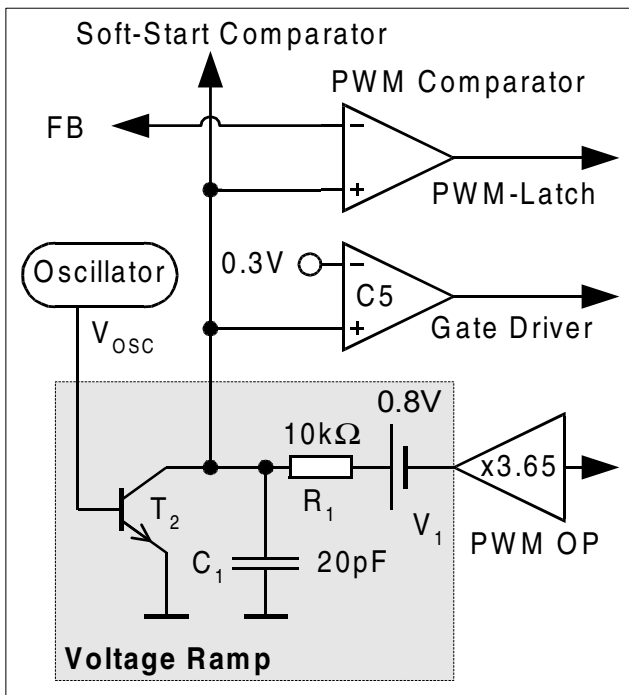 Soft-Start Comparator
PWM Comparator
FB
−
+
PWM-Latch
Oscillator
0.3V
−
C5
+
Gate Driver
V_OSC
0.8V
10kΩ
x3.65
T_2
R_1
V_1
PWM OP
C_1
20pF
Voltage Ramp